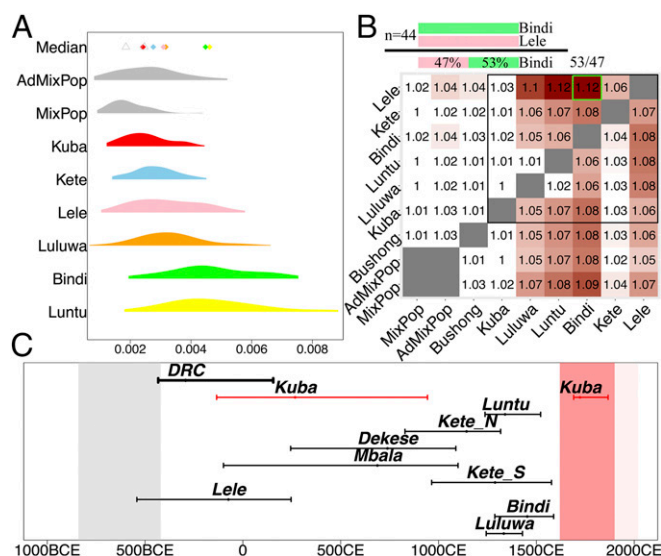 A
Median
AdMixPop
MixPop
Kuba
Kete
Lele
Luluwa
Bindi
Luntu
0.002 0.004 0.006 0.008
B
n=44
Bindi
Lele
47% 53% Bindi 53/47
Lele 1.02 1.04 1.04 1.03 1.1 1.12 1.12 1.06
Kete 1 1.02 1.01 1.01 1.06 1.07 1.08 1.07
Bindi 1.02 1.04 1.03 1.02 1.05 1.06 1.04 1.08
Luntu 1 1.02 1.01 1.01 1.01 1.06 1.03 1.08
Luluwa 1 1.02 1.01 1 1.02 1.06 1.03 1.08
Kuba 1.01 1.03 1.01 1.05 1.07 1.08 1.03 1.06
Bushong 1.01 1.03 1.01 1.05 1.07 1.08 1.03 1.06
AdMixPop 1.01 1 1.05 1.06 1.08 1.02 1.05
MixPop 1.03 1.02 1.07 1.08 1.09 1.04 1.07
MixPop AdMixPop Bushong Kuba Luluwa Luntu Bindi Kete Lele
C
DRC
Kuba Kuba
Luntu
Kete_N
Dekese
Mbala
Kete_S
Lele
Bindi
Luluwa
1000BCE 500BCE 0 500CE 1000CE 1500CE 2000CE